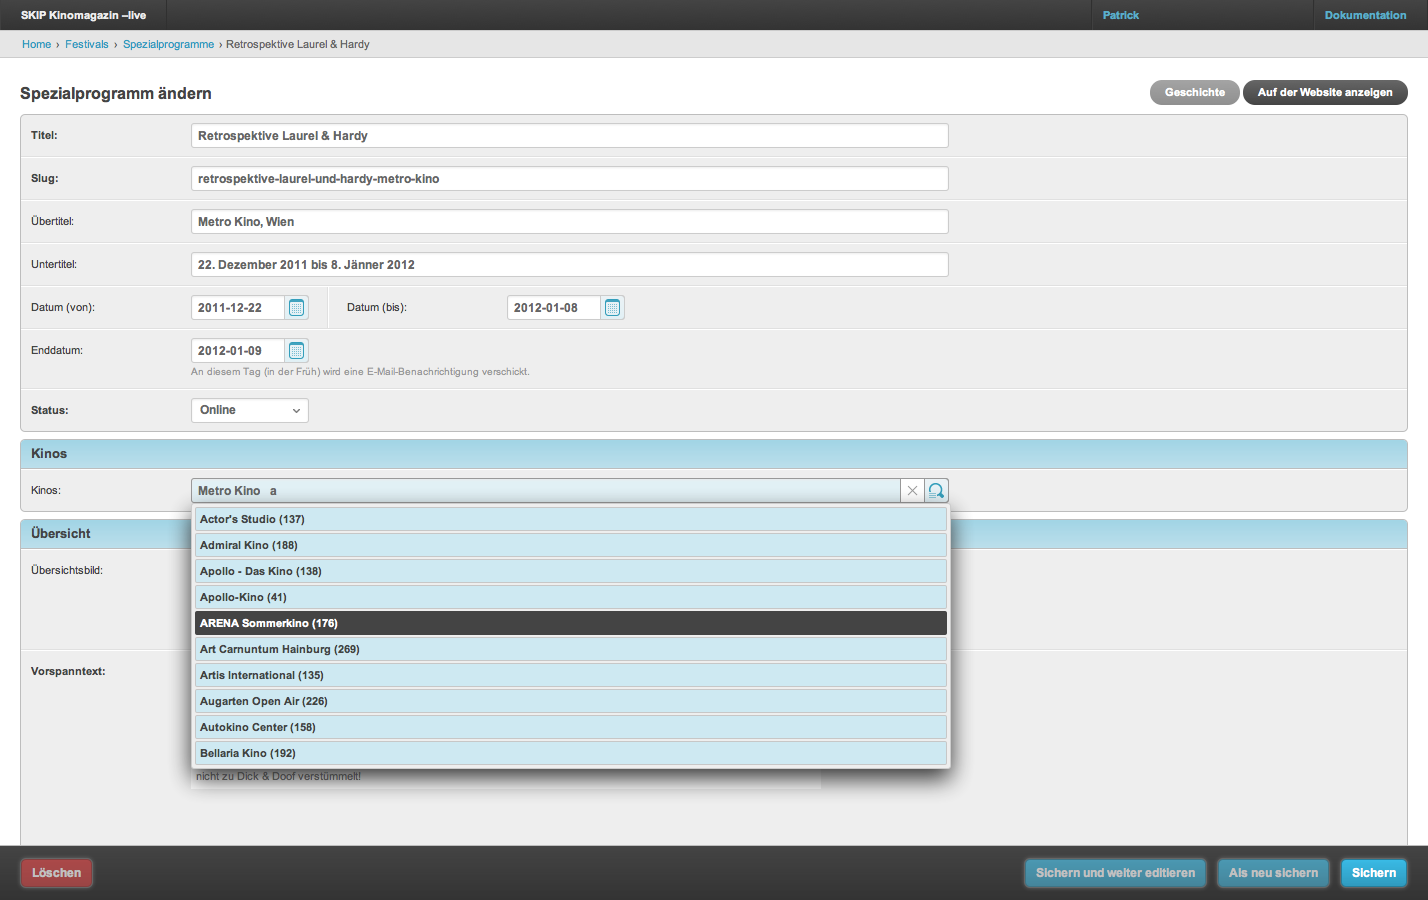 SKIP Kinomagazin –live Patrick Dokumentation
Home › Festivals › Spezialprogramme › Retrospektive Laurel & Hardy
Spezialprogramm ändern Geschichte Auf der Website anzeigen
Titel: Retrospektive Laurel & Hardy
Slug: retrospektive-laurel-und-hardy-metro-kino
Übertitel: Metro Kino, Wien
Untertitel: 22. Dezember 2011 bis 8. Jänner 2012
Datum (von): 2011-12-22 Datum (bis): 2012-01-08
Enddatum: 2012-01-09
An diesem Tag (in der Früh) wird eine E-Mail-Benachrichtigung verschickt.
Status: Online
Kinos
Kinos: Metro Kino a
Actor's Studio (137)
Übersicht
Admiral Kino (188)
Übersichtsbild: Apollo - Das Kino (138)
Apollo-Kino (41)
ARENA Sommerkino (176)
Art Carnuntum Hainburg (269)
Vorspanntext: Artis International (135)
Augarten Open Air (226)
Autokino Center (158)
Bellaria Kino (192)
nicht zu Dick & Doof verstümmelt!
Löschen Sichern und weiter editieren Als neu sichern Sichern